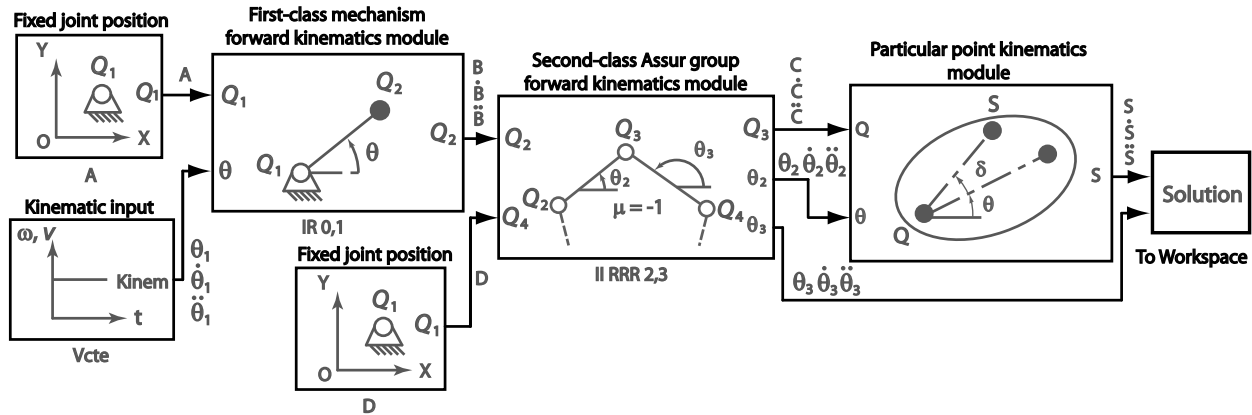 Fixed joint position
Y
Q1
Q1
O
X
A
A
Kinematic input
ω, v
Kinem
t
Vcte
θ1
θ̇1
θ̈1
First-class mechanism
forward kinematics module
Q1
Q2
Q2
Q1
θ
θ
IR 0,1
Fixed joint position
Y
Q1
Q1
O
X
D
D
B
Ḃ
B̈
Second-class Assur group
forward kinematics module
Q2
Q3
Q3
θ3
θ2
θ2
Q2
μ = -1
Q4
Q4
θ3
II RRR 2,3
C
Ċ
C̈
θ2 θ̇2 θ̈2
θ3 θ̇3 θ̈3
Particular point kinematics
module
Q
S
δ
θ
θ
Q
S
S
Ṡ
S̈
Solution
To Workspace